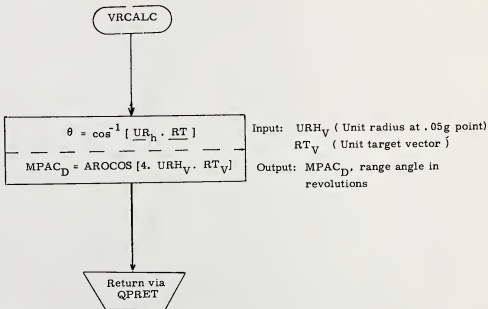 VRCALC
θ = cos⁻¹ [ URₕ . RT ]
MPAC_D = AROCOS [4. URH_V. RT_V]
Input: URH_V ( Unit radius at .05g point)
RT_V ( Unit target vector )
Output: MPAC_D, range angle in
revolutions
Return via
QPRET